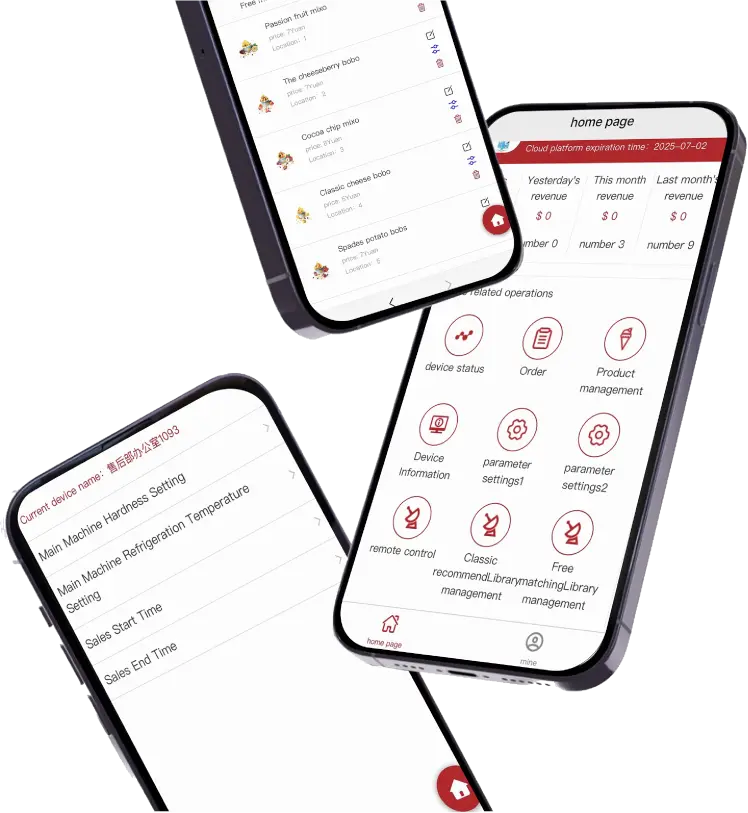 Passion fruit mixo
price: 7Yuan
Location: 1
The cheeseberry bobo
price: 7Yuan
Location: 2
Cocoa chip mixo
price: 8Yuan
Location: 3
Classic cheese bobo
price: 6Yuan
Location: 4
Spades potato bobs
price: 7Yuan
Location: 5
home page
Cloud platform expiration time: 2025-07-02
Yesterday's
revenue
$ 0
This month
revenue
$ 0
number 3
Last month's
revenue
$ 0
number 9
related operations
device status
Order
Product
management
Device
Information
parameter
settings1
parameter
settings2
remote control
Classic
recommendLibrary
management
Free
matchingLibrary
management
home page
mine
Current device name: 售后部办公室1093
Main Machine Hardness Setting
Main Machine Refrigeration Temperature
Setting
Sales Start Time
Sales End Time